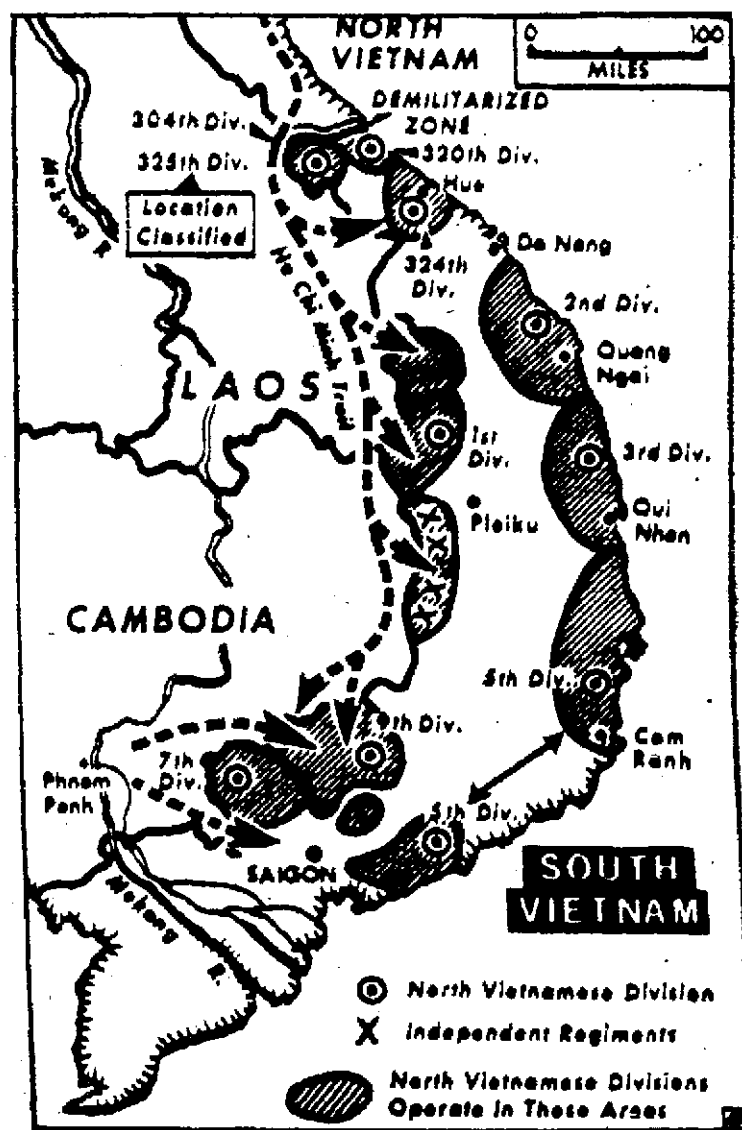 NORTH
VIETNAM
0 100
MILES
DEMILITARIZED
ZONE
304th Div.
325th Div.
320th Div.
Location
Classified
Hue
Mekong R.
324th
Div.
Da Nang
Ho Chi Minh Trail
2nd Div.
Quang
Ngai
LAOS
1st
Div.
3rd Div.
Pleiku
Qui
Nhon
CAMBODIA
5th Div.
9th Div.
Cam
Ranh
7th
Div.
Phnom
Penh
5th Div.
SAIGON
SOUTH
VIETNAM
Mekong R.
North Vietnamese Division
X Independent Regiments
North Vietnamese Divisions
Operate In These Areas